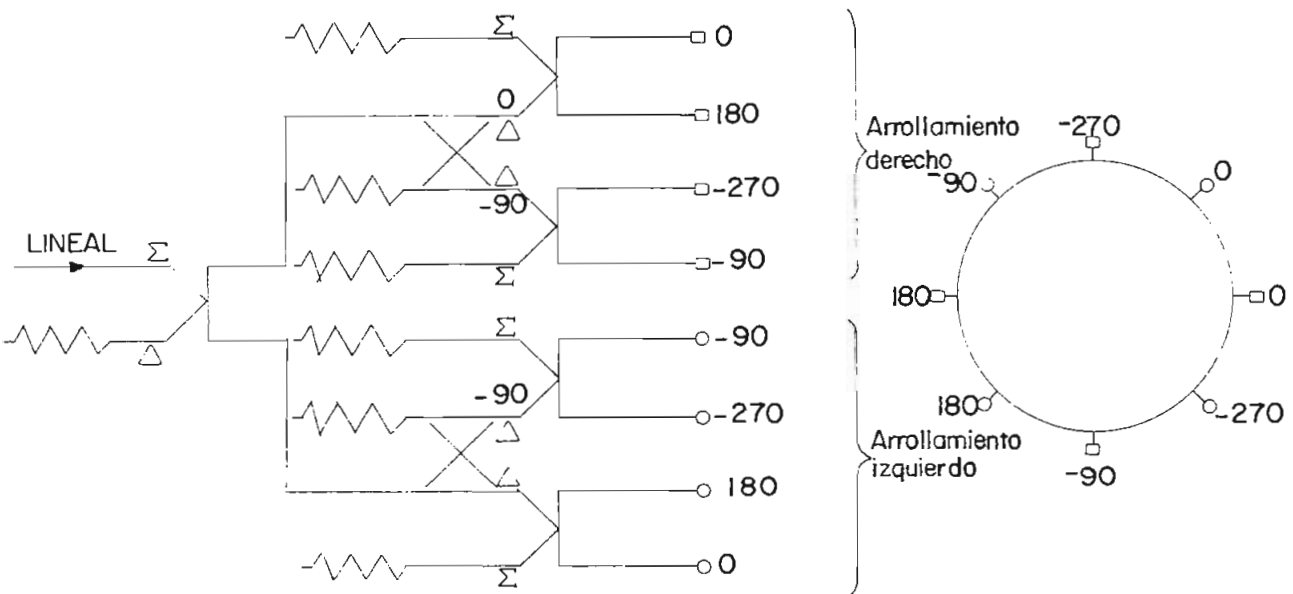 Σ
0
0
Δ
180
Δ
-90
-270
Σ
-90
LINEAL
Σ
Δ
Σ
-90
-90
Δ
-270
Δ
180
Σ
0
Arrollamiento
derecho
Arrollamiento
izquierdo
-270
-90
0
180
0
180
-270
-90